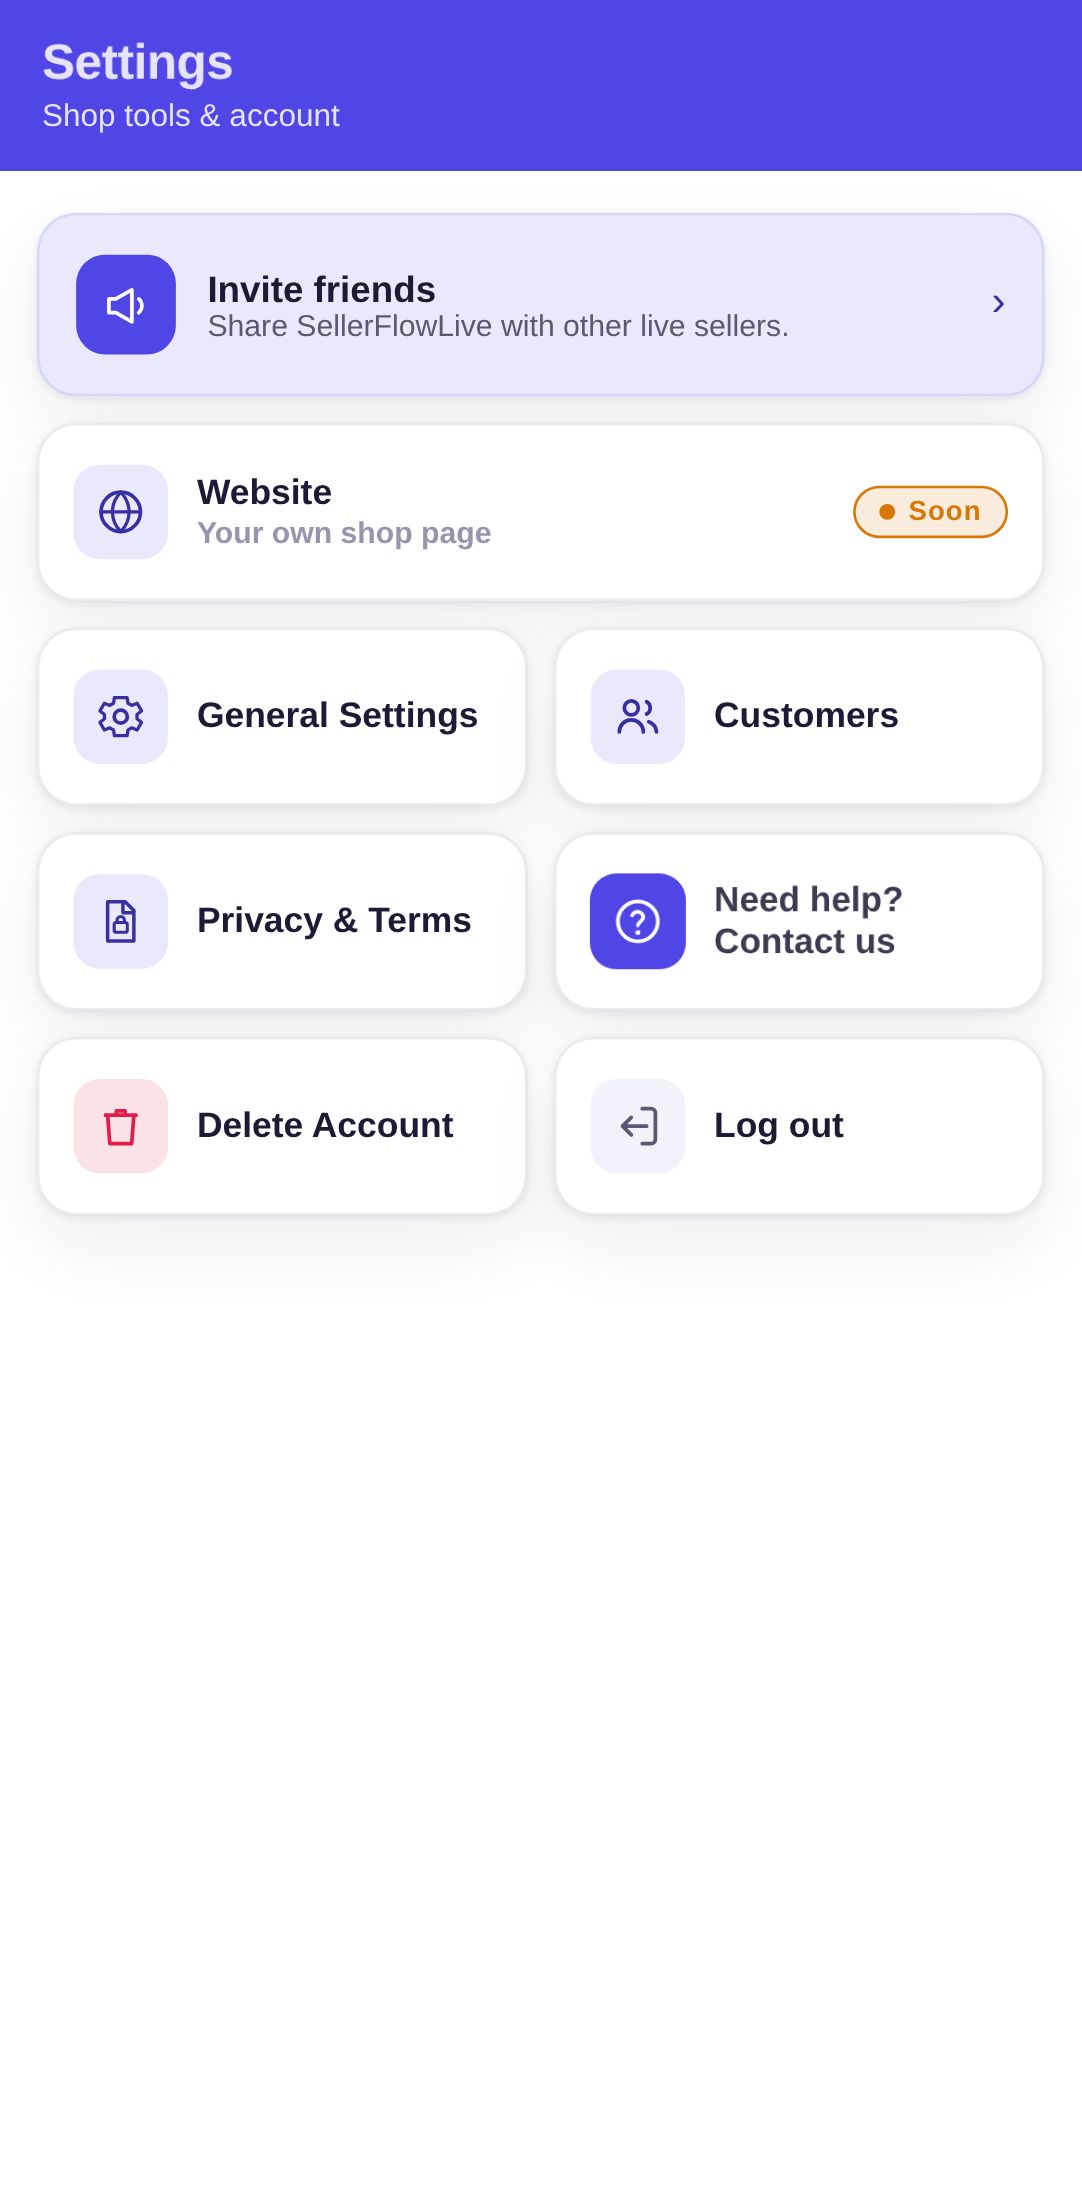 Settings
Shop tools & account
Invite friends
Share SellerFlowLive with other live sellers.
›
Website
Your own shop page
Soon
General Settings
Customers
Privacy & Terms
Need help?
Contact us
Delete Account
Log out